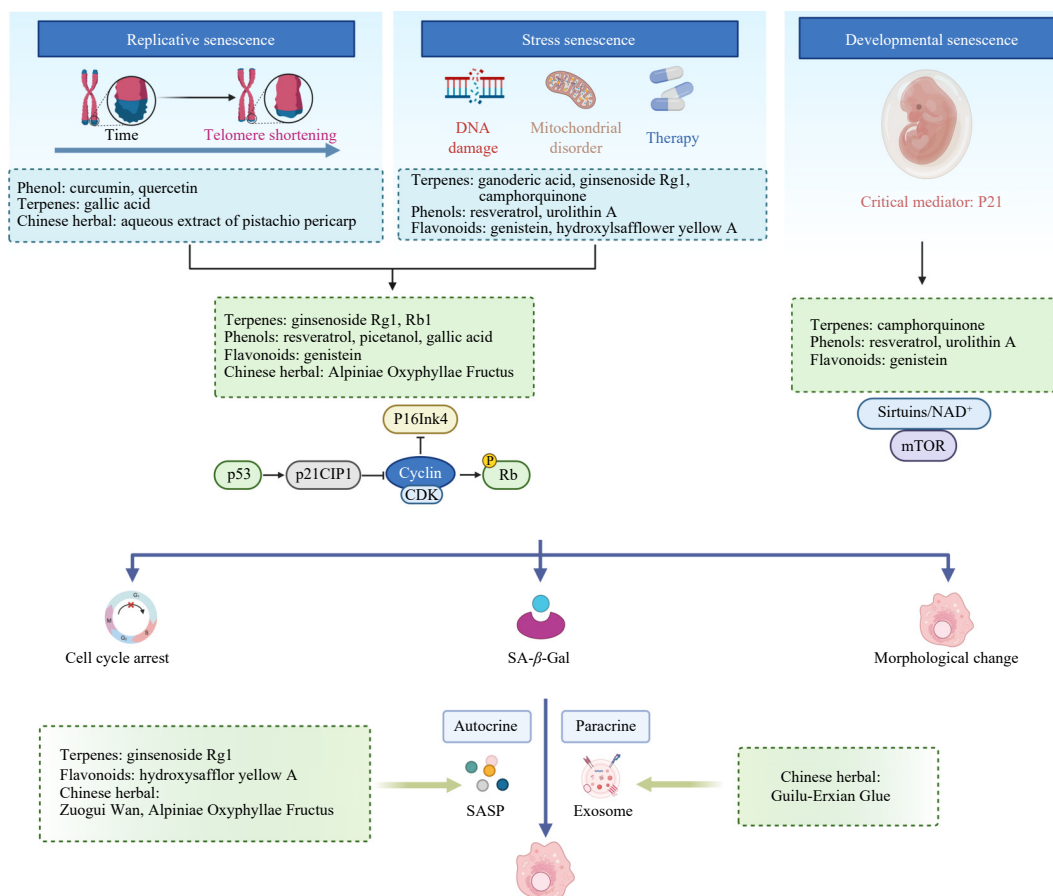 Replicative senescence
Time
Telomere shortening
Phenol: curcumin, quercetin
Terpenes: gallic acid
Chinese herbal: aqueous extract of pistachio pericarp
Stress senescence
DNA
damage
Mitochondrial
disorder
Therapy
Terpenes: ganoderic acid, ginsenoside Rg1,
camphorquinone
Phenols: resveratrol, urolithin A
Flavonoids: genistein, hydroxylsafflower yellow A
Developmental senescence
Critical mediator: P21
Terpenes: ginsenoside Rg1, Rb1
Phenols: resveratrol, picetanol, gallic acid
Flavonoids: genistein
Chinese herbal: Alpiniae Oxyphyllae Fructus
Terpenes: camphorquinone
Phenols: resveratrol, urolithin A
Flavonoids: genistein
P16Ink4
p53
p21CIP1
Cyclin
CDK
P
Rb
Sirtuins/NAD⁺
mTOR
G₁
M
S
G₂
Cell cycle arrest
SA-β-Gal
Morphological change
Autocrine
Paracrine
Terpenes: ginsenoside Rg1
Flavonoids: hydroxysafflor yellow A
Chinese herbal:
Zuogui Wan, Alpiniae Oxyphyllae Fructus
SASP
Exosome
Chinese herbal:
Guilu-Erxian Glue